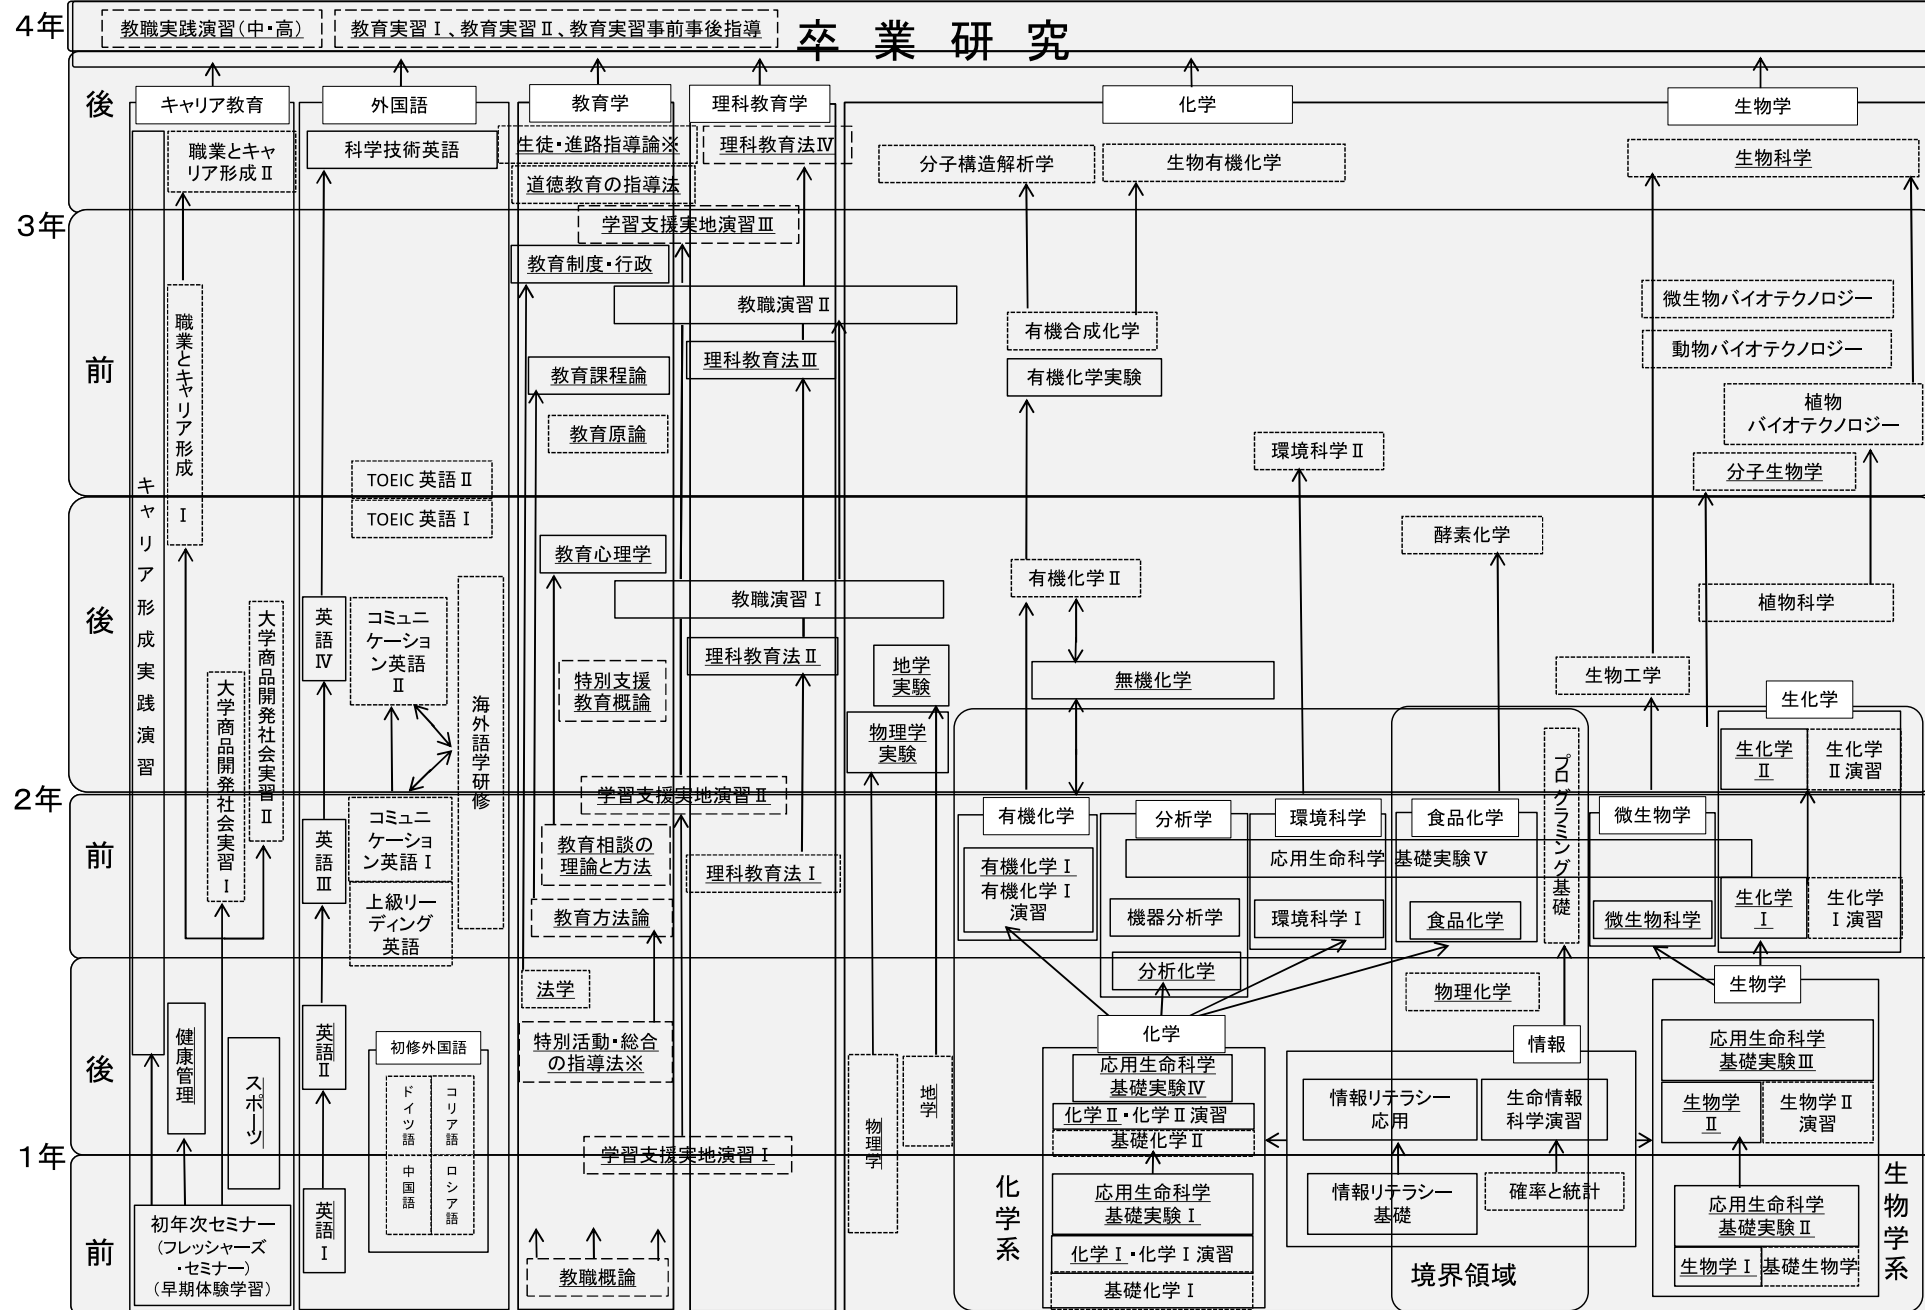 4年
教職実践演習(中・高)
教育実習Ⅰ、教育実習Ⅱ、教育実習事前事後指導
卒業研究
後
キャリア教育
外国語
教育学
理科教育学
化学
生物学
職業とキャ
リア形成Ⅱ
科学技術英語
生徒・進路指導論※
理科教育法Ⅳ
道徳教育の指導法
分子構造解析学
生物有機化学
生物科学
3年
学習支援実地演習Ⅲ
教育制度・行政
教職演習Ⅱ
有機合成化学
微生物バイオテクノロジー
動物バイオテクノロジー
前
職業とキャリア形成 Ⅰ
教育課程論
理科教育法Ⅲ
有機化学実験
植物
バイオテクノロジー
教育原論
環境科学Ⅱ
分子生物学
TOEIC 英語Ⅱ
TOEIC 英語Ⅰ
キャリア形成実践演習
教育心理学
酵素化学
有機化学Ⅱ
植物科学
教職演習Ⅰ
後
大学商品開発社会実習Ⅱ
大学商品開発社会実習Ⅰ
英語Ⅳ
コミュニ
ケーショ
ン英語
Ⅱ
海外語学研修
理科教育法Ⅱ
特別支援
教育概論
地学
実験
無機化学
生物工学
物理学
実験
生化学
生化学
Ⅱ
生化学
Ⅱ演習
プログラミング基礎
2年
学習支援実地演習Ⅱ
前
英語Ⅲ
コミュニ
ケーショ
ン英語Ⅰ
上級リー
ディング
英語
教育相談の
理論と方法
理科教育法Ⅰ
教育方法論
有機化学
分析学
環境科学
食品化学
微生物学
応用生命科学 基礎実験Ⅴ
有機化学Ⅰ
有機化学Ⅰ
演習
機器分析学
環境科学Ⅰ
食品化学
微生物科学
生化学
Ⅰ
生化学
Ⅰ演習
分析化学
法学
物理化学
生物学
後
健康管理
スポーツ
英語Ⅱ
初修外国語
ドイツ語
コリア語
中国語
ロシア語
特別活動・総合
の指導法※
物理学
地学
化学
応用生命科学
基礎実験Ⅳ
化学Ⅱ・化学Ⅱ演習
基礎化学Ⅱ
情報
情報リテラシー
応用
生命情報
科学演習
応用生命科学
基礎実験Ⅲ
生物学
Ⅱ
生物学Ⅱ
演習
1年
学習支援実地演習Ⅰ
前
初年次セミナー
(フレッシャーズ
・セミナー)
(早期体験学習)
英語Ⅰ
教職概論
化学系
応用生命科学
基礎実験Ⅰ
化学Ⅰ・化学Ⅰ演習
基礎化学Ⅰ
情報リテラシー
基礎
確率と統計
境界領域
応用生命科学
基礎実験Ⅱ
生物学Ⅰ
基礎生物学
生物学系